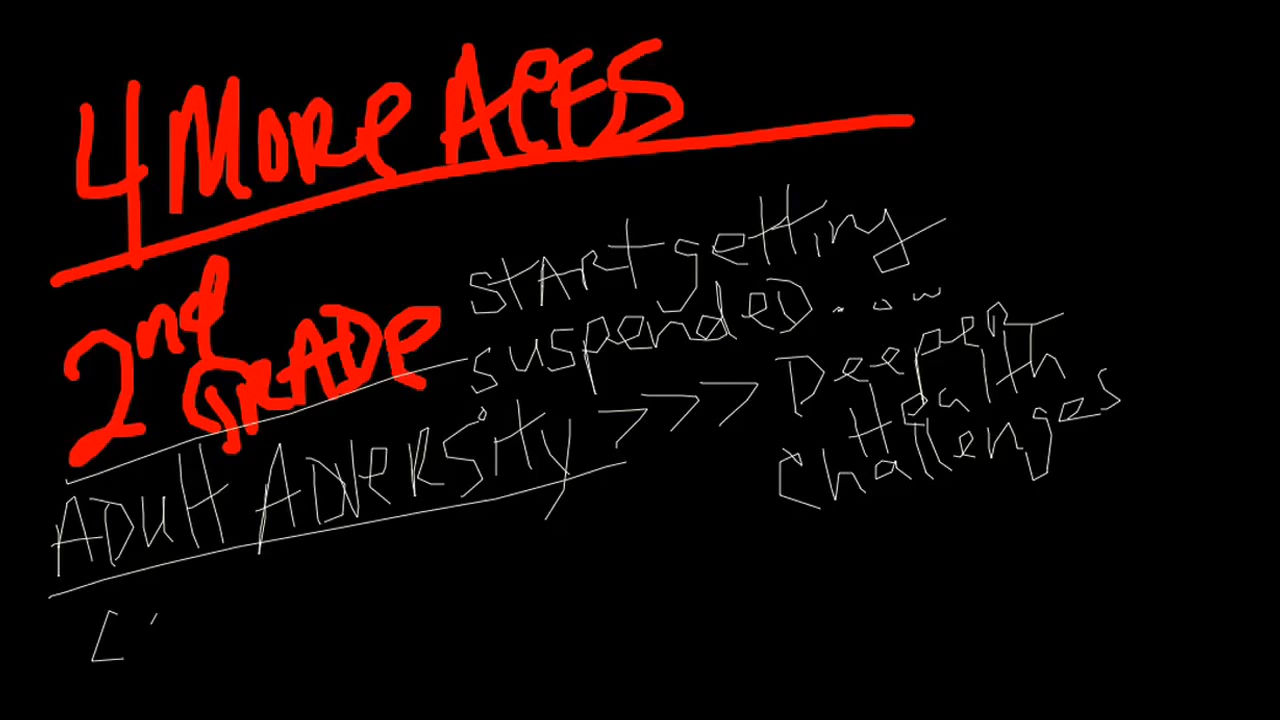 4 More ACES
2nd GRADE
START getting
suspendED...
ADult ADversity >>> Deeper
Health
challenges